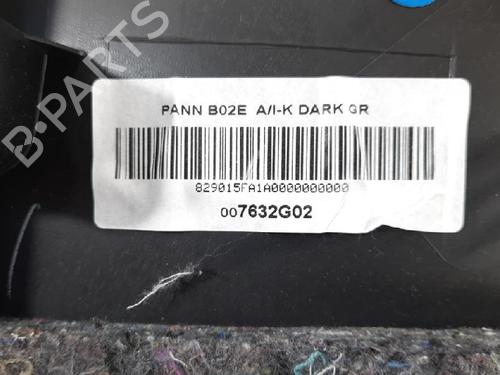 B-PARTS
PANN B02E A/I-K DARK GR
829015FA1A0000000000
007632G02